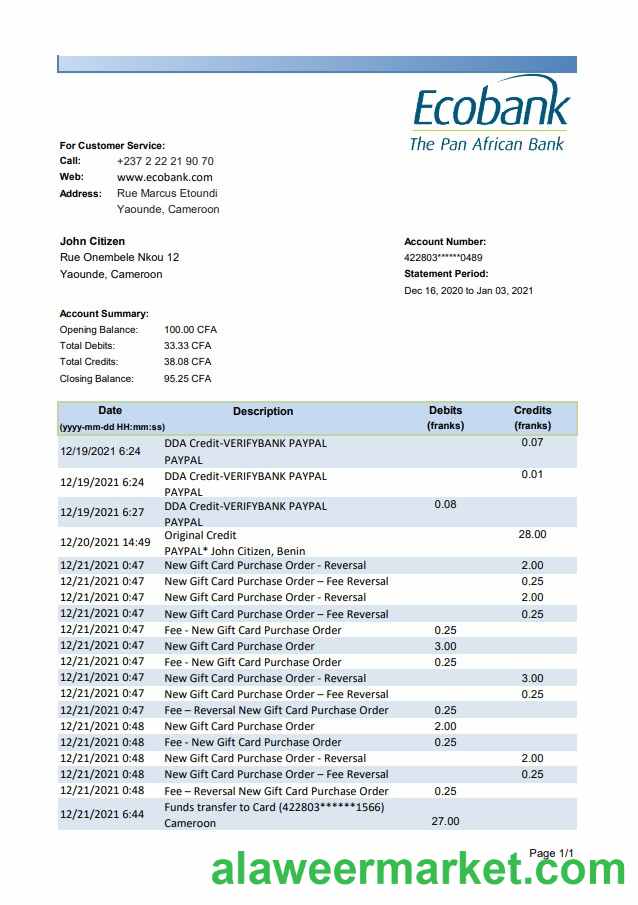 Ecobank
The Pan African Bank
For Customer Service:
Call: +237 2 22 21 90 70
Web: www.ecobank.com
Address: Rue Marcus Etoundi
Yaounde, Cameroon
John Citizen
Rue Onembele Nkou 12
Yaounde, Cameroon
Account Number:
422803******0489
Statement Period:
Dec 16, 2020 to Jan 03, 2021
Account Summary:
Opening Balance: 100.00 CFA
Total Debits: 33.33 CFA
Total Credits: 38.08 CFA
Closing Balance: 95.25 CFA
Date Description Debits Credits
(yyyy-mm-dd HH:mm:ss) (franks) (franks)
12/19/2021 6:24 DDA Credit-VERIFYBANK PAYPAL 0.07
PAYPAL
12/19/2021 6:24 DDA Credit-VERIFYBANK PAYPAL 0.01
PAYPAL
12/19/2021 6:27 DDA Credit-VERIFYBANK PAYPAL 0.08
PAYPAL
12/20/2021 14:49 Original Credit 28.00
PAYPAL* John Citizen, Benin
12/21/2021 0:47 New Gift Card Purchase Order - Reversal 2.00
12/21/2021 0:47 New Gift Card Purchase Order – Fee Reversal 0.25
12/21/2021 0:47 New Gift Card Purchase Order - Reversal 2.00
12/21/2021 0:47 New Gift Card Purchase Order – Fee Reversal 0.25
12/21/2021 0:47 Fee - New Gift Card Purchase Order 0.25
12/21/2021 0:47 New Gift Card Purchase Order 3.00
12/21/2021 0:47 Fee - New Gift Card Purchase Order 0.25
12/21/2021 0:47 New Gift Card Purchase Order - Reversal 3.00
12/21/2021 0:47 New Gift Card Purchase Order – Fee Reversal 0.25
12/21/2021 0:47 Fee – Reversal New Gift Card Purchase Order 0.25
12/21/2021 0:48 New Gift Card Purchase Order 2.00
12/21/2021 0:48 Fee - New Gift Card Purchase Order 0.25
12/21/2021 0:48 New Gift Card Purchase Order - Reversal 2.00
12/21/2021 0:48 New Gift Card Purchase Order – Fee Reversal 0.25
12/21/2021 0:48 Fee – Reversal New Gift Card Purchase Order 0.25
12/21/2021 6:44 Funds transfer to Card (422803******1566)
Cameroon 27.00
Page 1/1
alaweermarket.com